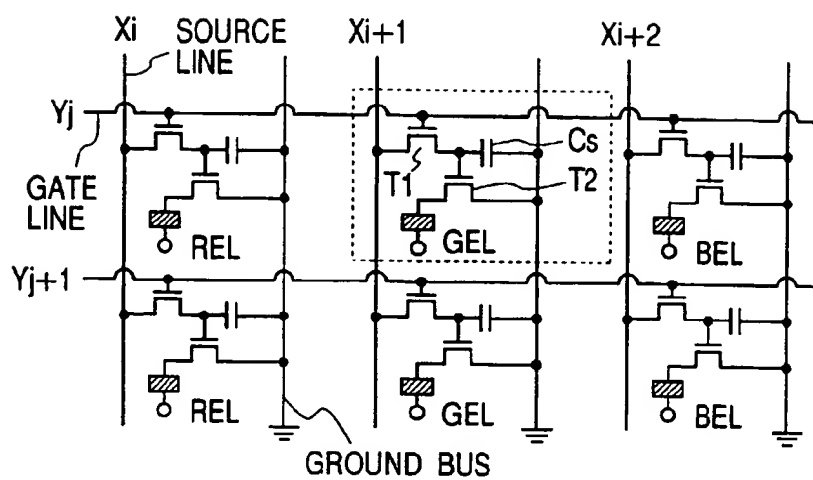 Xi
SOURCE LINE
Xi+1
Xi+2
Yj
Cs
T1
T2
GATE LINE
REL
GEL
BEL
Yj+1
REL
GEL
BEL
GROUND BUS